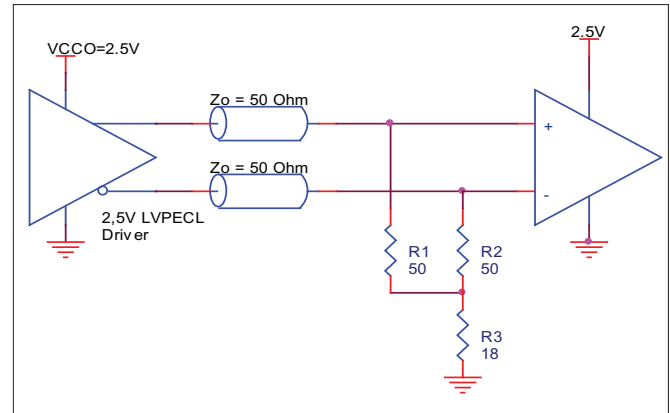 VCCO=2.5V
2.5V
Zo = 50 Ohm
+
Zo = 50 Ohm
-
2,5V LVPECL
Driver
R1
50
R2
50
R3
18